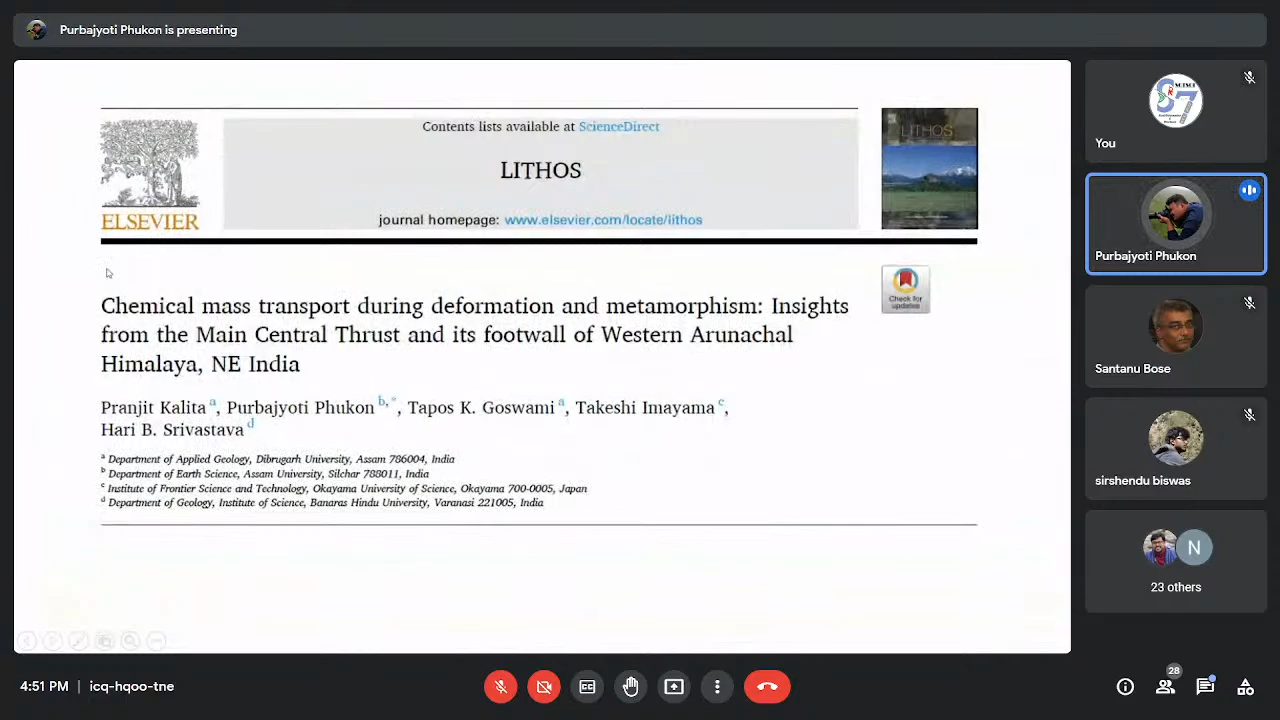 Purbajyoti Phukon is presenting
Contents lists available at ScienceDirect
LITHOS
journal homepage: www.elsevier.com/locate/lithos
ELSEVIER
LITHOS
Check for
updates
Chemical mass transport during deformation and metamorphism: Insights
from the Main Central Thrust and its footwall of Western Arunachal
Himalaya, NE India
Pranjit Kalita a, Purbajyoti Phukon b,*, Tapos K. Goswami a, Takeshi Imayama c,
Hari B. Srivastava d
a Department of Applied Geology, Dibrugarh University, Assam 786004, India
b Department of Earth Science, Assam University, Silchar 788011, India
c Institute of Frontier Science and Technology, Okayama University of Science, Okayama 700-0005, Japan
d Department of Geology, Institute of Science, Banaras Hindu University, Varanasi 221005, India
You
Purbajyoti Phukon
Santanu Bose
sirshendu biswas
N
23 others
4:51 PM | icq-hqoo-tne
28